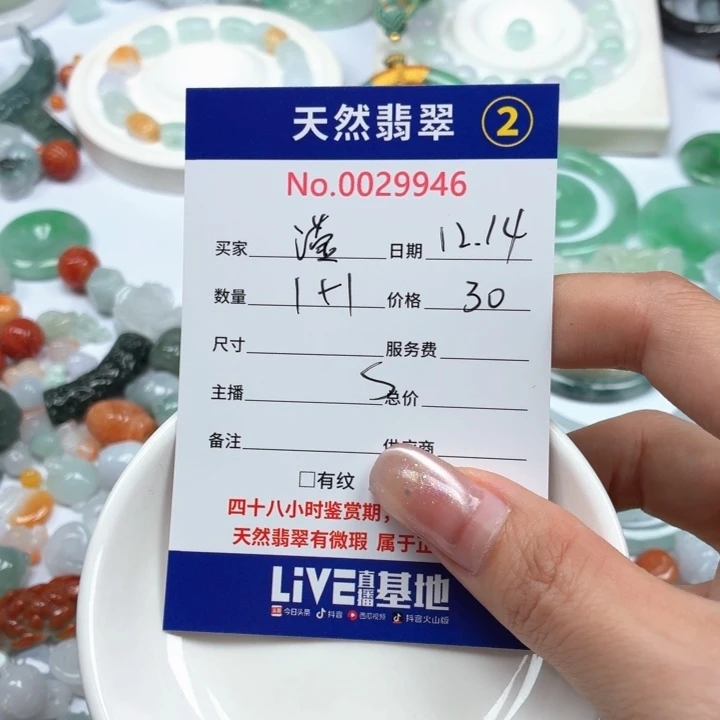 天然翡翠 2
No.0029946
买家 滢 日期 12.14
数量 1+1 价格 30
尺寸 服务费
主播 总价
备注 供应商
□有纹
四十八小时鉴赏期,
天然翡翠有微瑕 属于正
LiVE直播基地
今日头条 抖音 西瓜视频 抖音火山版